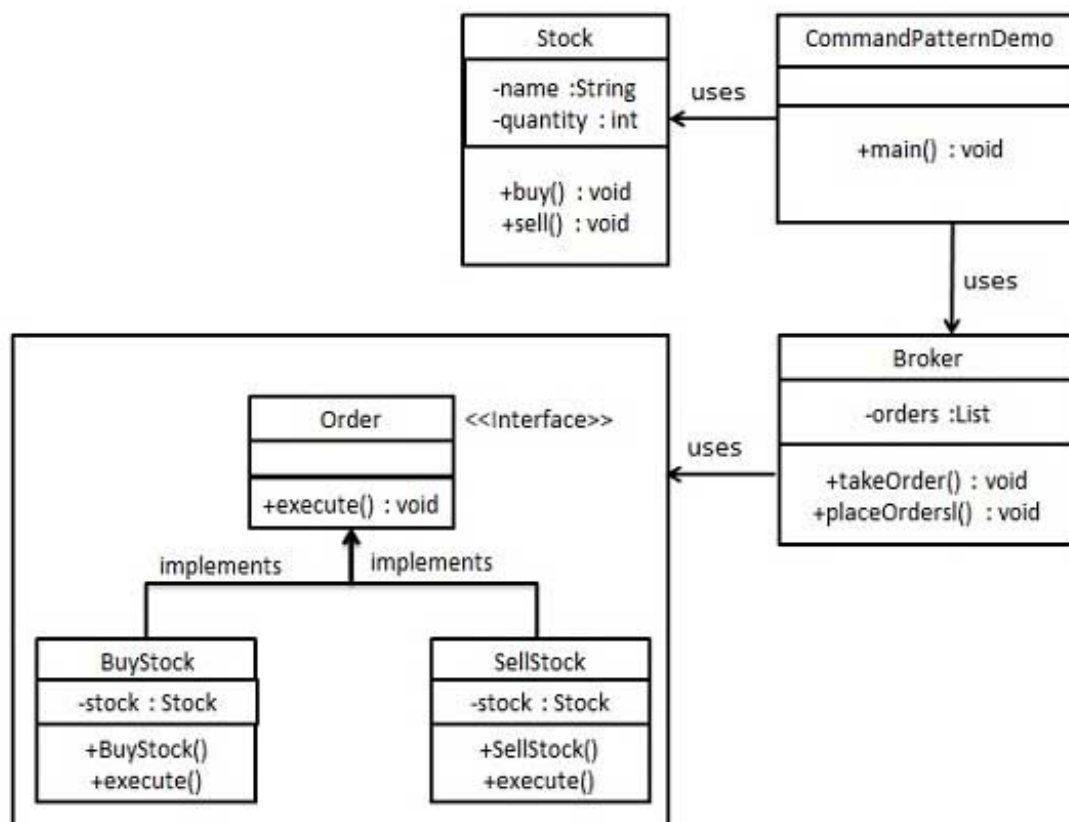 Stock
-name :String
-quantity : int
+buy() : void
+sell() : void
uses
CommandPatternDemo
+main() : void
uses
Broker
-orders :List
+takeOrder() : void
+placeOrdersl() : void
uses
Order
<<Interface>>
+execute() : void
implements
implements
BuyStock
-stock : Stock
+BuyStock()
+execute()
SellStock
-stock : Stock
+SellStock()
+execute()